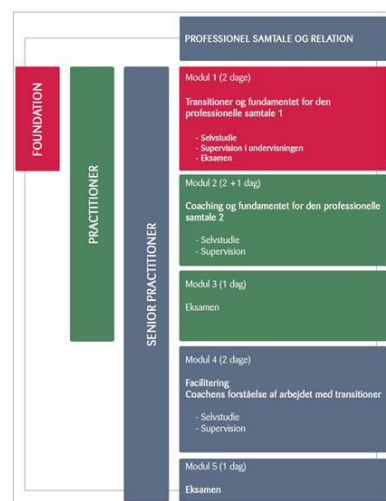 PROFESSIONEL SAMTALE OG RELATION
FOUNDATION
PRACTITIONER
SENIOR PRACTITIONER
Modul 1 (2 dage)
Transitioner og fundamentet for den
professionelle samtale 1
- Selvstudie
- Supervision i undervisningen
- Eksamen
Modul 2 (2 +1 dag)
Coaching og fundamentet for den professionelle
samtale 2
- Selvstudie
- Supervision
Modul 3 (1 dag)
Eksamen
Modul 4 (2 dage)
Facilitering
Coachens forståelse af arbejdet med transitioner
- Selvstudie
- Supervision
Modul 5 (1 dag)
Eksamen